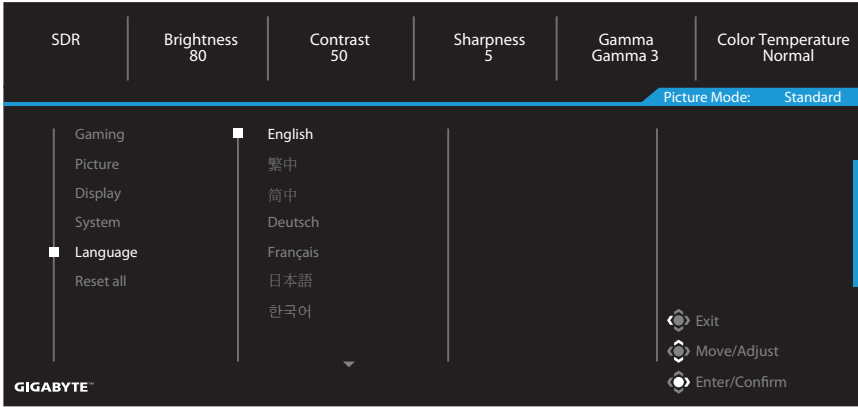 SDR
Brightness
80
Contrast
50
Sharpness
5
Gamma
Gamma 3
Color Temperature
Normal
Picture Mode: Standard
Gaming
Picture
Display
System
Language
Reset all
English
繁中
简中
Deutsch
Français
日本語
한국어
Exit
Move/Adjust
Enter/Confirm
GIGABYTE™